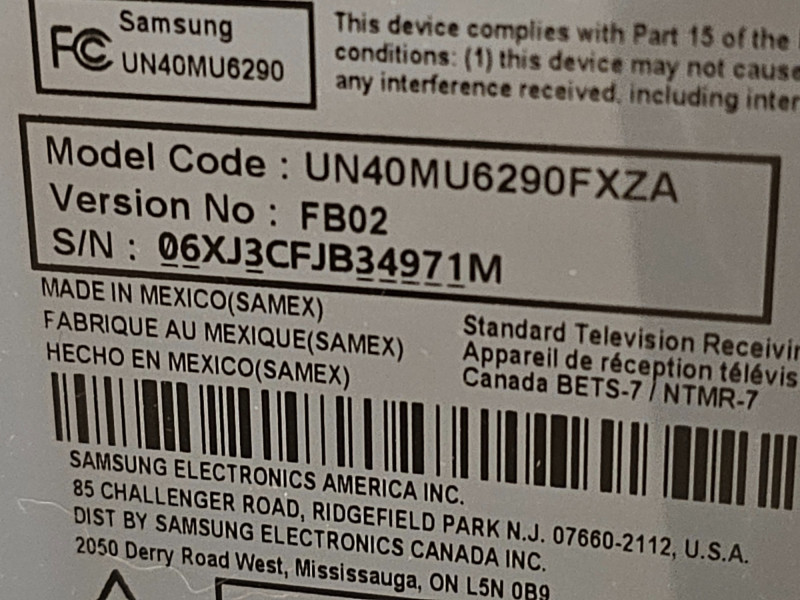 FC Samsung
UN40MU6290
This device complies with Part 15 of the
conditions: (1) this device may not cause
any interference received, including inter
Model Code : UN40MU6290FXZA
Version No : FB02
S/N : 06XJ3CFJB34971M
MADE IN MEXICO(SAMEX)
FABRIQUE AU MEXIQUE(SAMEX)
HECHO EN MEXICO(SAMEX)
Standard Television Receivin
Appareil de réception télévis
Canada BETS-7 / NTMR-7
SAMSUNG ELECTRONICS AMERICA INC.
85 CHALLENGER ROAD, RIDGEFIELD PARK N.J. 07660-2112, U.S.A.
DIST BY SAMSUNG ELECTRONICS CANADA INC.
2050 Derry Road West, Mississauga, ON L5N 0B9